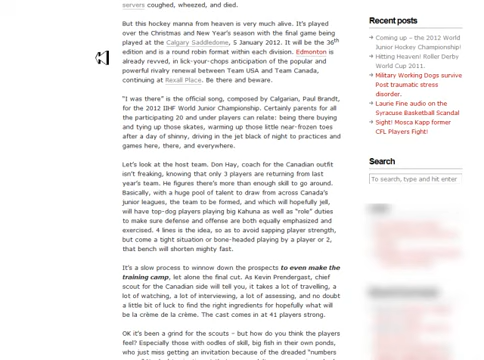 servers coughed, wheezed, and died.
But this hockey manna from heaven is very much alive. It's played
over the Christmas and New Year's season with the final game being
played at the Calgary Saddledome, 5 January 2012. It will be the 36th
edition and is a round robin format within each division. Edmonton is
already revved, in lick-your-chops anticipation of the popular and
powerful rivalry renewal between Team USA and Team Canada,
continuing at Rexall Place. Be there and beware.
"I was there" is the official song, composed by Calgarian, Paul Brandt,
for the 2012 IIHF World Junior Championship. Certainly parents for all
the participating 20 and under players can relate: being there buying
and tying up those skates, warming up those little near-frozen toes
after a day of shinny, driving in the jet black of night to practices and
games here, there, and everywhere.
Let's look at the host team. Don Hay, coach for the Canadian outfit
isn't freaking, knowing that only 3 players are returning from last
year's team. He figures there's more than enough skill to go around.
Basically, with a huge pool of talent to draw from across Canada's
junior leagues, the team to be formed, and which will hopefully jell,
will have top-dog players playing big Kahuna as well as "role" duties
to make sure defense and offense are both equally emphasized and
exercised. 4 lines is the idea, so as to avoid sapping player strength,
but come a tight situation or bone-headed playing by a player or 2,
that bench will shorten mighty fast.
It's a slow process to winnow down the prospects to even make the
training camp, let alone the final cut. As Kevin Prendergast, chief
scout for the Canadian side will tell you, it takes a lot of travelling, a
lot of watching, a lot of interviewing, a lot of assessing, and no doubt
a little bit of luck to find the right ingredients for hopefully what will
be la crème de la crème. The cast comes in at 41 players strong.
OK it's been a grind for the scouts – but how do you think the players
feel? Especially those with oodles of skill, big fish in their own ponds,
who just miss getting an invitation because of the dreaded "numbers
Recent posts
Coming up – the 2012 World
Junior Hockey Championship!
Hitting Heaven! Roller Derby
World Cup 2011.
Military Working Dogs survive
Post traumatic stress
disorder.
Laurie Fine audio on the
Syracuse Basketball Scandal
Sight! Mosca Kapp former
CFL Players Fight!
Search
To search, type and hit enter